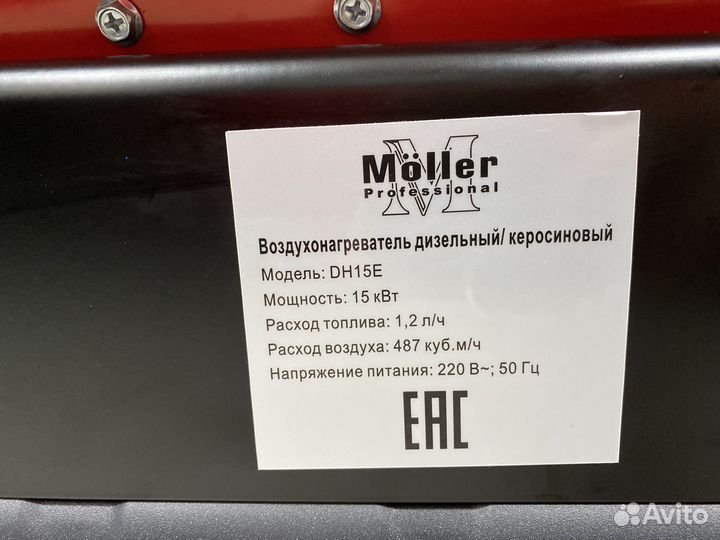 M
Möller
Professional
Воздухонагреватель дизельный/ керосиновый
Модель: DH15E
Мощность: 15 кВт
Расход топлива: 1,2 л/ч
Расход воздуха: 487 куб.м/ч
Напряжение питания: 220 В~; 50 Гц
EAC
Avito